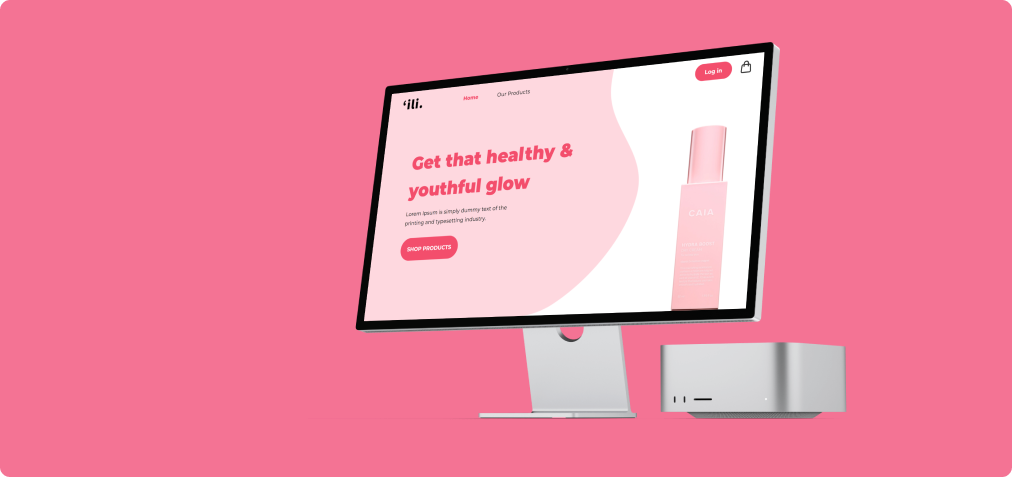 ‘ili.
Home
Our Products
Log in
Get that healthy &
youthful glow
Lorem Ipsum is simply dummy text of the
printing and typesetting industry.
SHOP PRODUCTS
CAIA